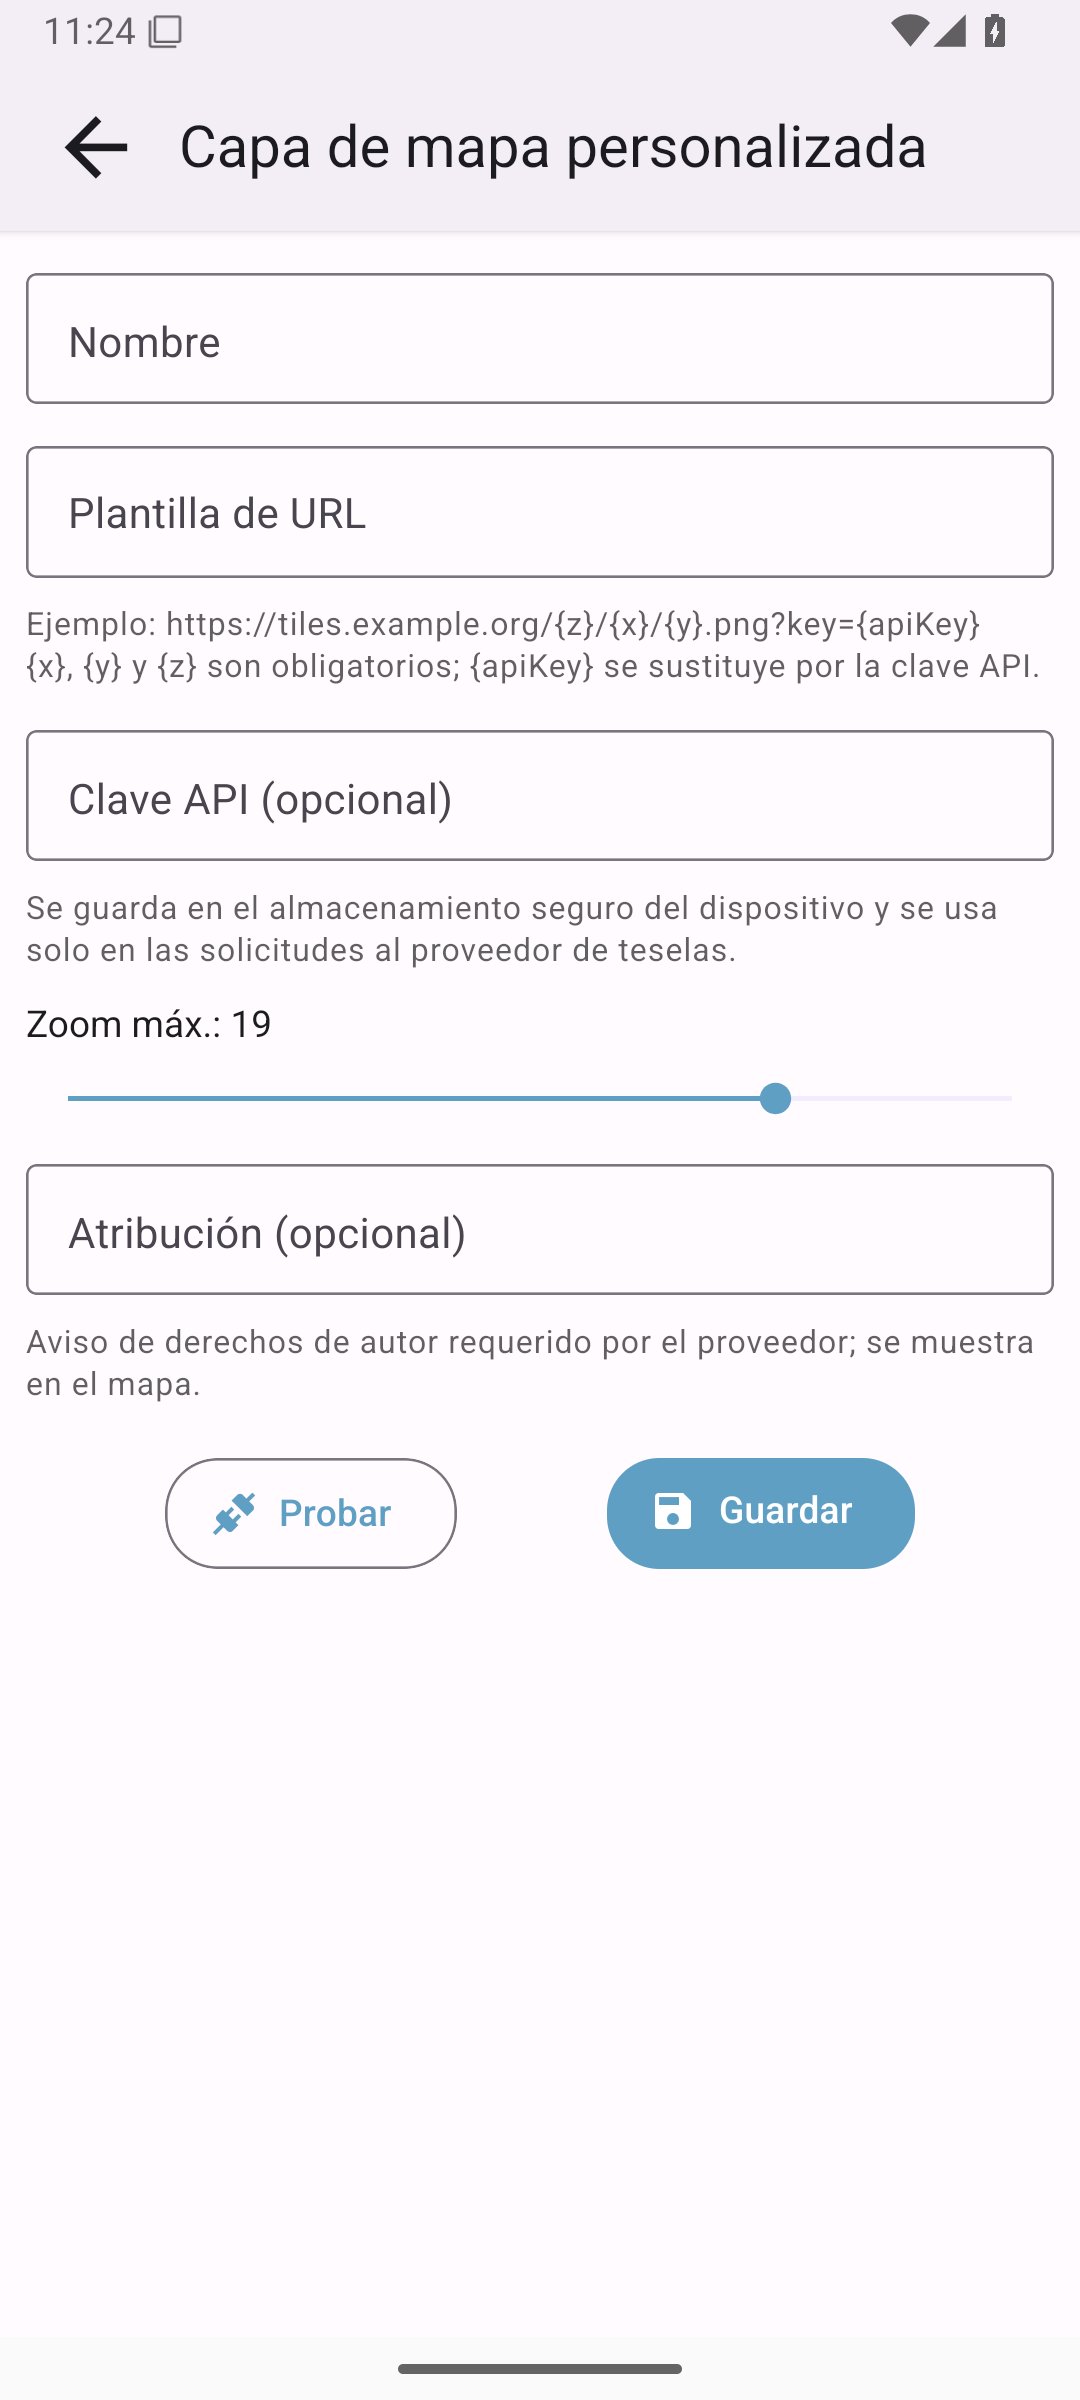 11:24
Capa de mapa personalizada
Nombre
Plantilla de URL
Ejemplo: https://tiles.example.org/{z}/{x}/{y}.png?key={apiKey}
{x}, {y} y {z} son obligatorios; {apiKey} se sustituye por la clave API.
Clave API (opcional)
Se guarda en el almacenamiento seguro del dispositivo y se usa
solo en las solicitudes al proveedor de teselas.
Zoom máx.: 19
Atribución (opcional)
Aviso de derechos de autor requerido por el proveedor; se muestra
en el mapa.
Probar
Guardar